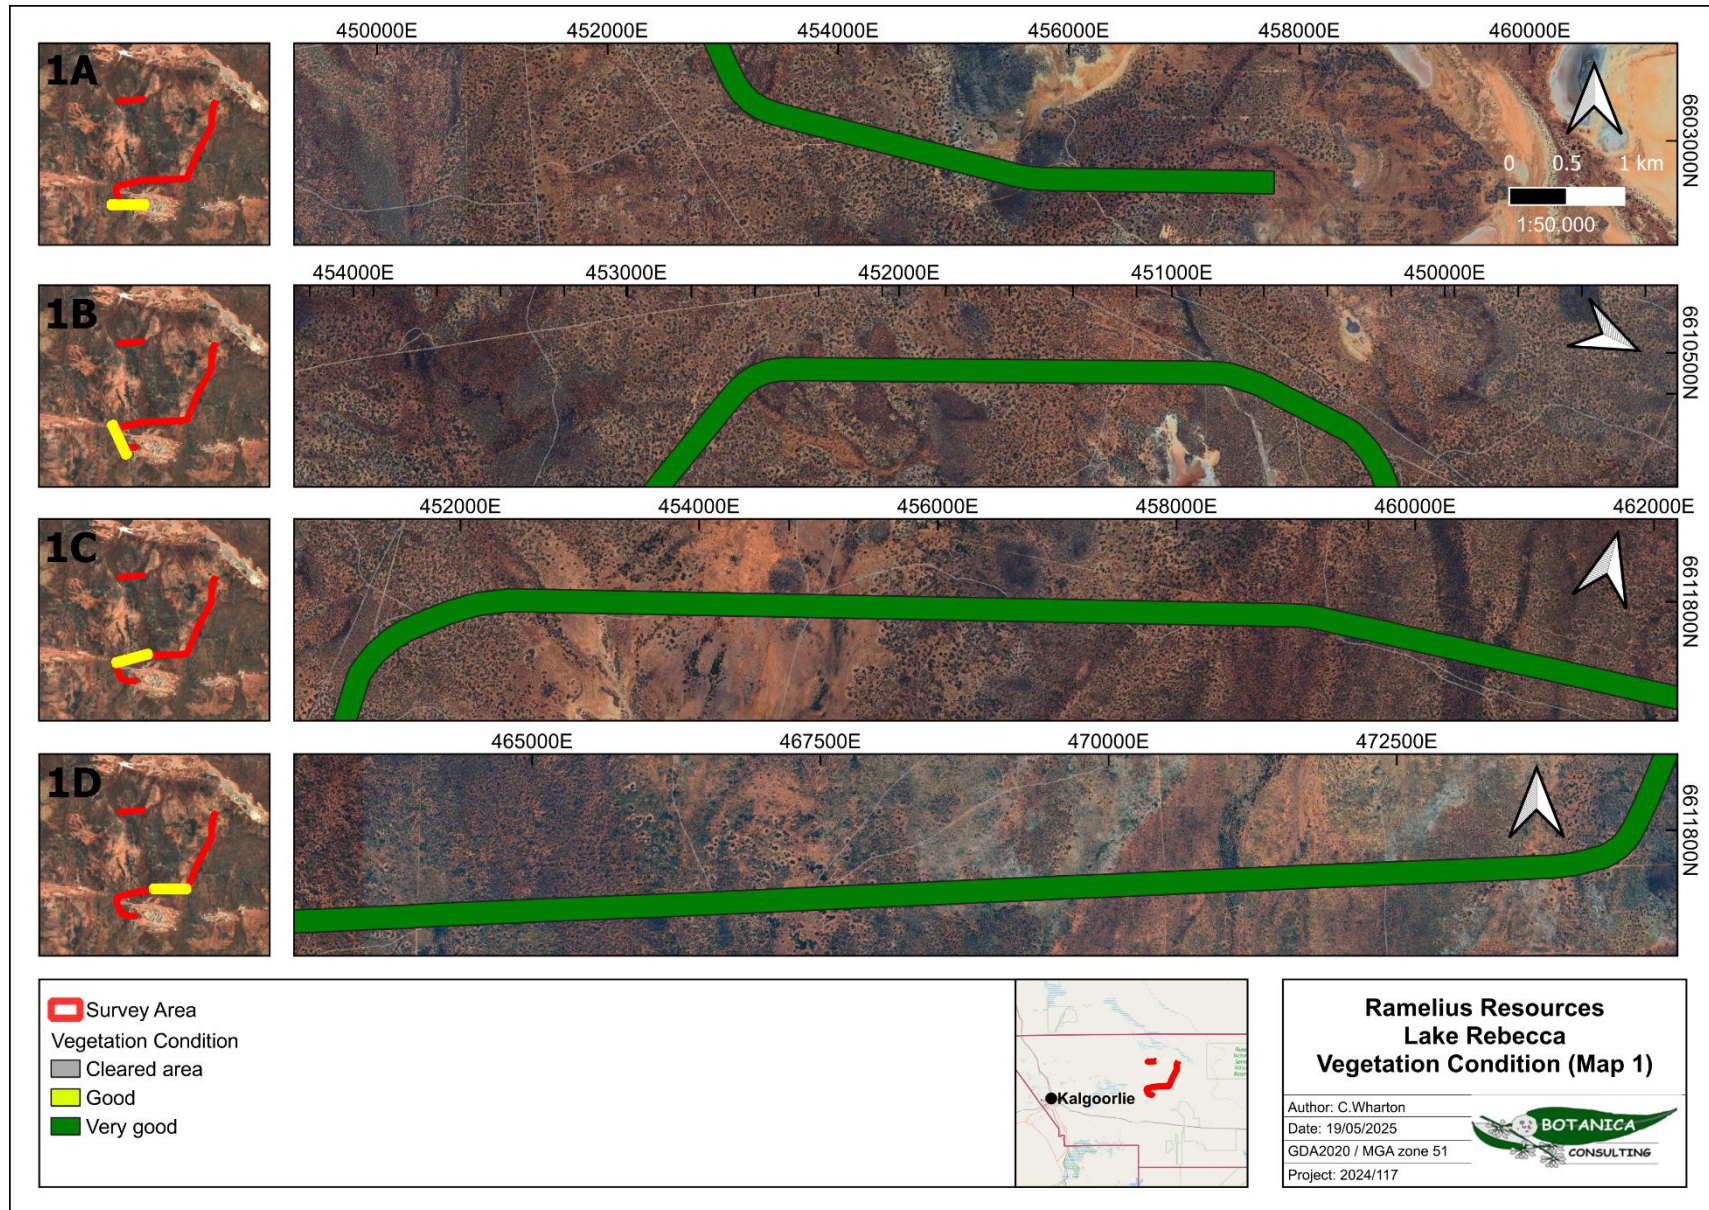 450000E 452000E 454000E 456000E 458000E 460000E
1A
6603000N
0 0.5 1 km
1:50,000
454000E 453000E 452000E 451000E 450000E
1B
6610500N
452000E 454000E 456000E 458000E 460000E 462000E
1C
6611800N
465000E 467500E 470000E 472500E
1D
6611800N
Survey Area
Vegetation Condition
Cleared area
Good
Very good
Kalgoorlie
Ramelius Resources
Lake Rebecca
Vegetation Condition (Map 1)
Author: C.Wharton
Date: 19/05/2025
GDA2020 / MGA zone 51
Project: 2024/117
BOTANICA
CONSULTING